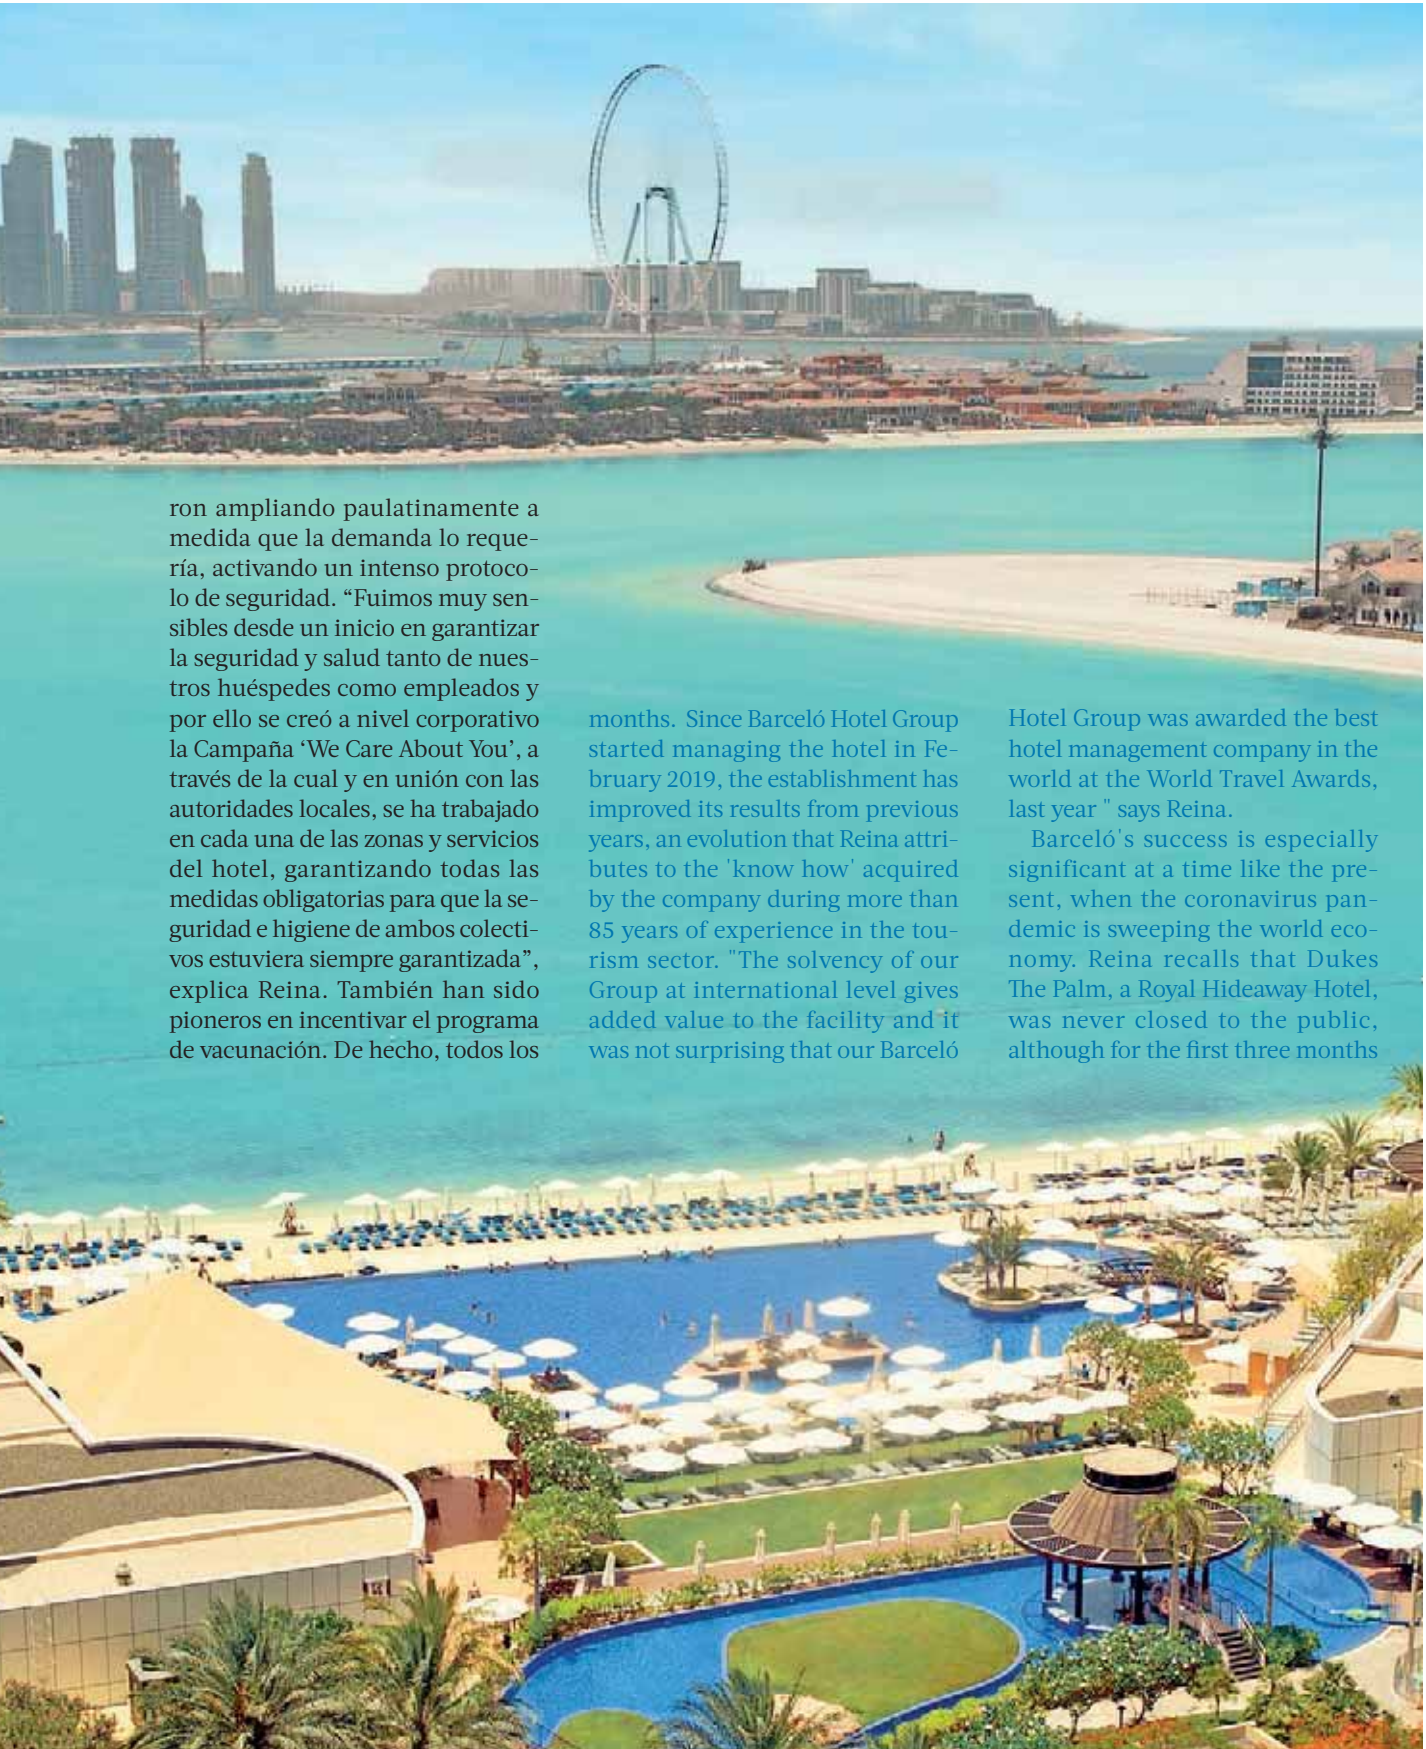 ron ampliando paulatinamente a
medida que la demanda lo reque-
ría, activando un intenso protoco-
lo de seguridad. “Fuimos muy sen-
sibles desde un inicio en garantizar
la seguridad y salud tanto de nues-
tros huéspedes como empleados y
por ello se creó a nivel corporativo
la Campaña ‘We Care About You’, a
través de la cual y en unión con las
autoridades locales, se ha trabajado
en cada una de las zonas y servicios
del hotel, garantizando todas las
medidas obligatorias para que la se-
guridad e higiene de ambos colecti-
vos estuviera siempre garantizada”,
explica Reina. También han sido
pioneros en incentivar el programa
de vacunación. De hecho, todos los
months.  Since Barceló Hotel Group
started managing the hotel in Fe-
bruary 2019, the establishment has
improved its results from previous
years, an evolution that Reina attri-
butes to the 'know how' acquired
by the company during more than
85 years of experience in the tou-
rism sector. "The solvency of our
Group at international level gives
added value to the facility and it
was not surprising that our Barceló
Hotel Group was awarded the best
hotel management company in the
world at the World Travel Awards,
last year " says Reina.
Barceló's success is especially
significant at a time like the pre-
sent, when the coronavirus pan-
demic is sweeping the world eco-
nomy. Reina recalls that Dukes
The Palm, a Royal Hideaway Hotel,
was never closed to the public,
although for the first three months